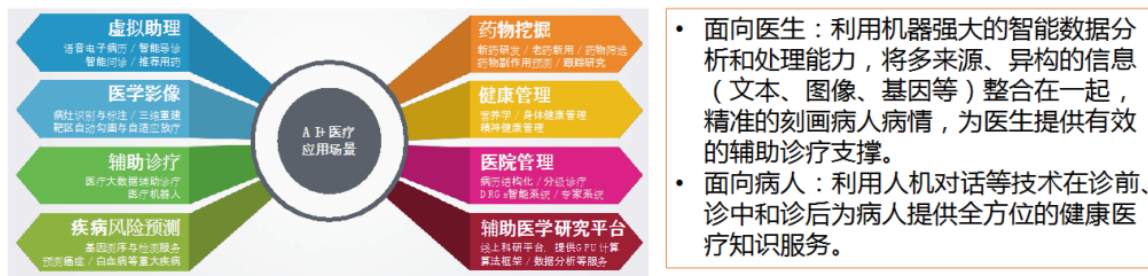 虚拟助理
语音电子病历 / 智能导诊
智能问诊 / 推荐用药
医学影像
病灶识别与标注 / 三维重建
靶区自动勾画与自适应放疗
辅助诊疗
医疗大数据辅助诊疗
医疗机器人
疾病风险预测
基因测序与检测服务
预测癌症 / 白血病等重大疾病
AI+医疗
应用场景
药物挖掘
新药研发 / 老药新用 / 药物筛选
药物副作用预测 / 跟踪研究
健康管理
营养学 / 身体健康管理
精神健康管理
医院管理
病历结构化 / 分级诊疗
DRGs智能系统 / 专家系统
辅助医学研究平台
线上科研平台，提供GPU计算
算法框架 / 数据分析等服务
• 面向医生：利用机器强大的智能数据分
析和处理能力，将多来源、异构的信息
（文本、图像、基因等）整合在一起，
精准的刻画病人病情，为医生提供有效
的辅助诊疗支撑。
• 面向病人：利用人机对话等技术在诊前、
诊中和诊后为病人提供全方位的健康医
疗知识服务。